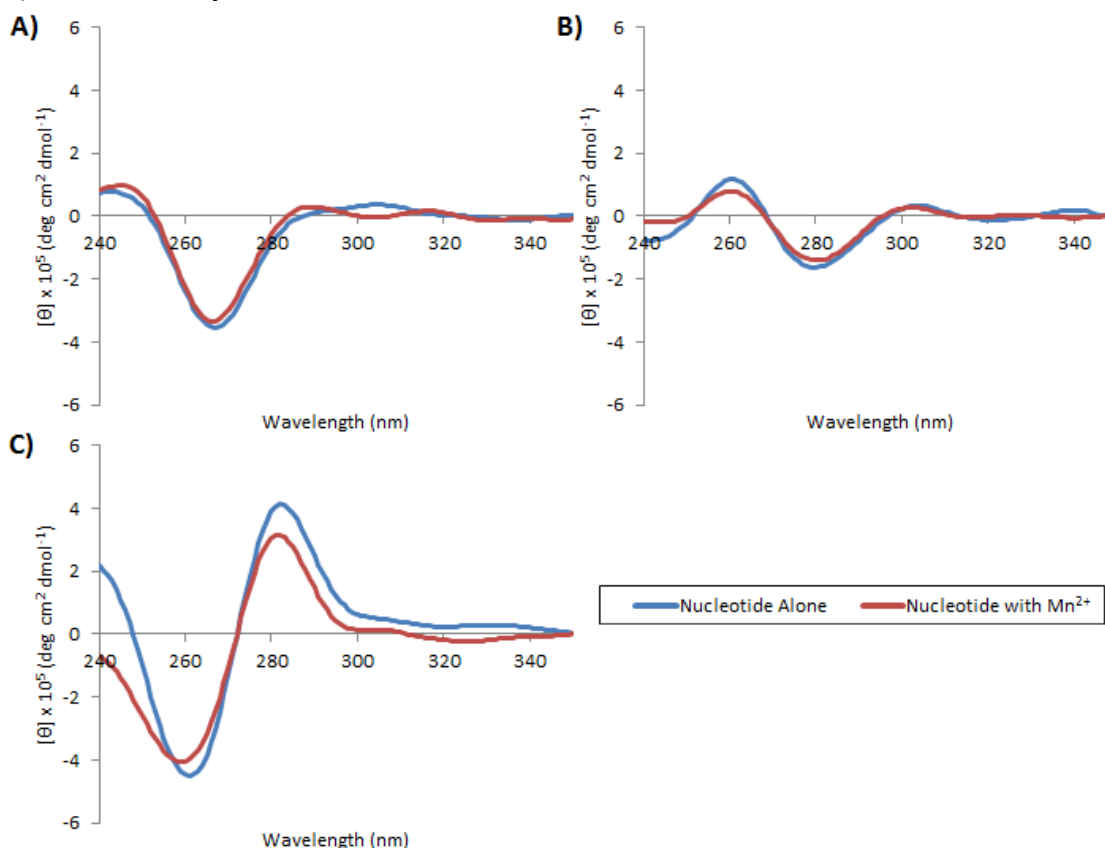 A)
[θ] x 10⁵ (deg cm² dmol⁻¹)
6
4
2
0
-2
-4
-6
240 260 280 300 320 340
Wavelength (nm)
B)
[θ] x 10⁵ (deg cm² dmol⁻¹)
6
4
2
0
-2
-4
-6
240 260 280 300 320 340
Wavelength (nm)
C)
[θ] x 10⁵ (deg cm² dmol⁻¹)
6
4
2
0
-2
-4
-6
240 260 280 300 320 340
Wavelength (nm)
Nucleotide Alone Nucleotide with Mn²⁺